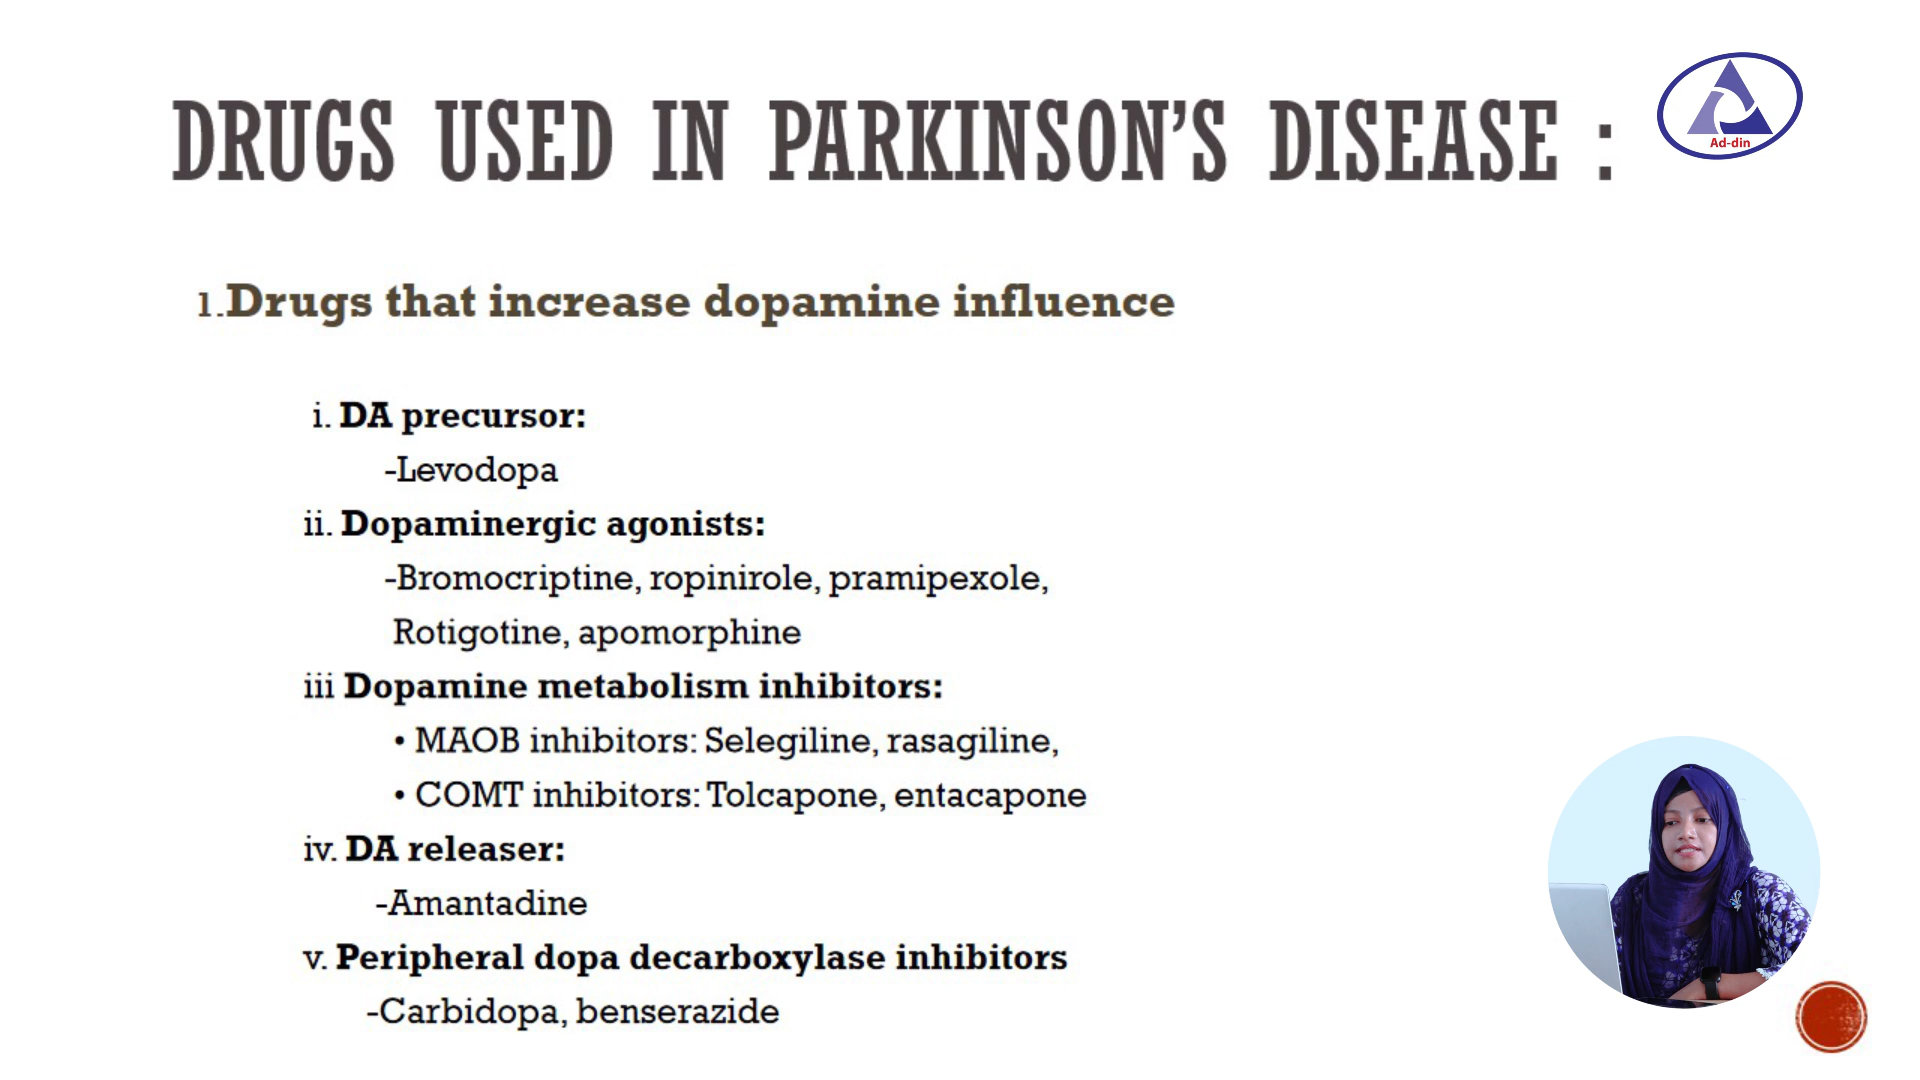 DRUGS USED IN PARKINSON'S DISEASE :
Ad-din
1.Drugs that increase dopamine influence
i. DA precursor:
-Levodopa
ii. Dopaminergic agonists:
-Bromocriptine, ropinirole, pramipexole,
Rotigotine, apomorphine
iii Dopamine metabolism inhibitors:
• MAOB inhibitors: Selegiline, rasagiline,
• COMT inhibitors: Tolcapone, entacapone
iv. DA releaser:
-Amantadine
v. Peripheral dopa decarboxylase inhibitors
-Carbidopa, benserazide